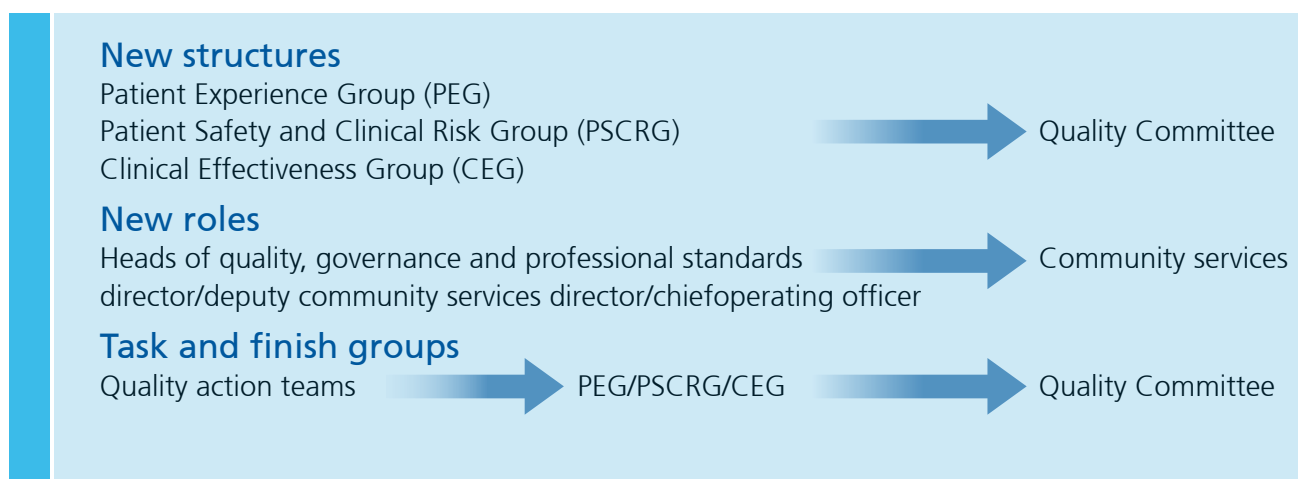 New structures
Patient Experience Group (PEG)
Patient Safety and Clinical Risk Group (PSCRG) Quality Committee
Clinical Effectiveness Group (CEG)
New roles
Heads of quality, governance and professional standards Community services
director/deputy community services director/chiefoperating officer
Task and finish groups
Quality action teams PEG/PSCRG/CEG Quality Committee